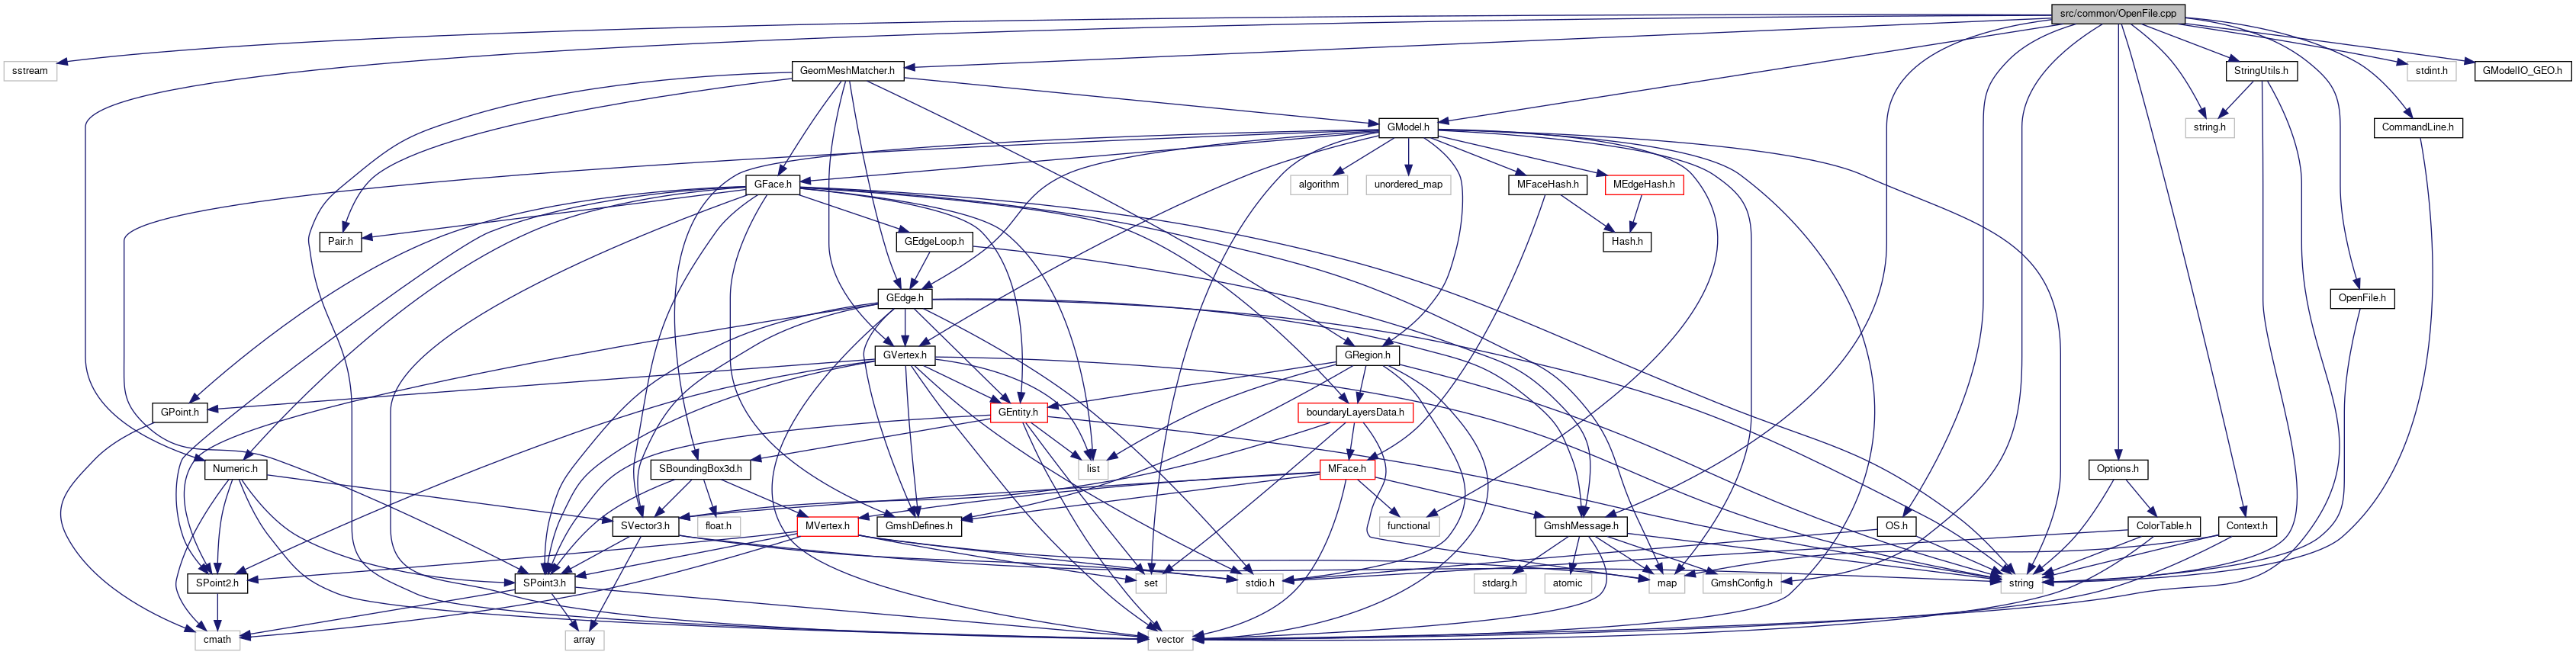 src/common/OpenFile.cpp
sstream
GeomMeshMatcher.h
StringUtils.h
stdint.h
GModelIO_GEO.h
GModel.h
string.h
CommandLine.h
GFace.h
algorithm
unordered_map
MFaceHash.h
MEdgeHash.h
Pair.h
GEdgeLoop.h
Hash.h
GEdge.h
OpenFile.h
GVertex.h
GRegion.h
GPoint.h
GEntity.h
boundaryLayersData.h
Numeric.h
SBoundingBox3d.h
list
MFace.h
Options.h
SVector3.h
float.h
MVertex.h
GmshDefines.h
functional
GmshMessage.h
OS.h
ColorTable.h
Context.h
SPoint2.h
SPoint3.h
set
stdio.h
stdarg.h
atomic
map
GmshConfig.h
string
cmath
array
vector